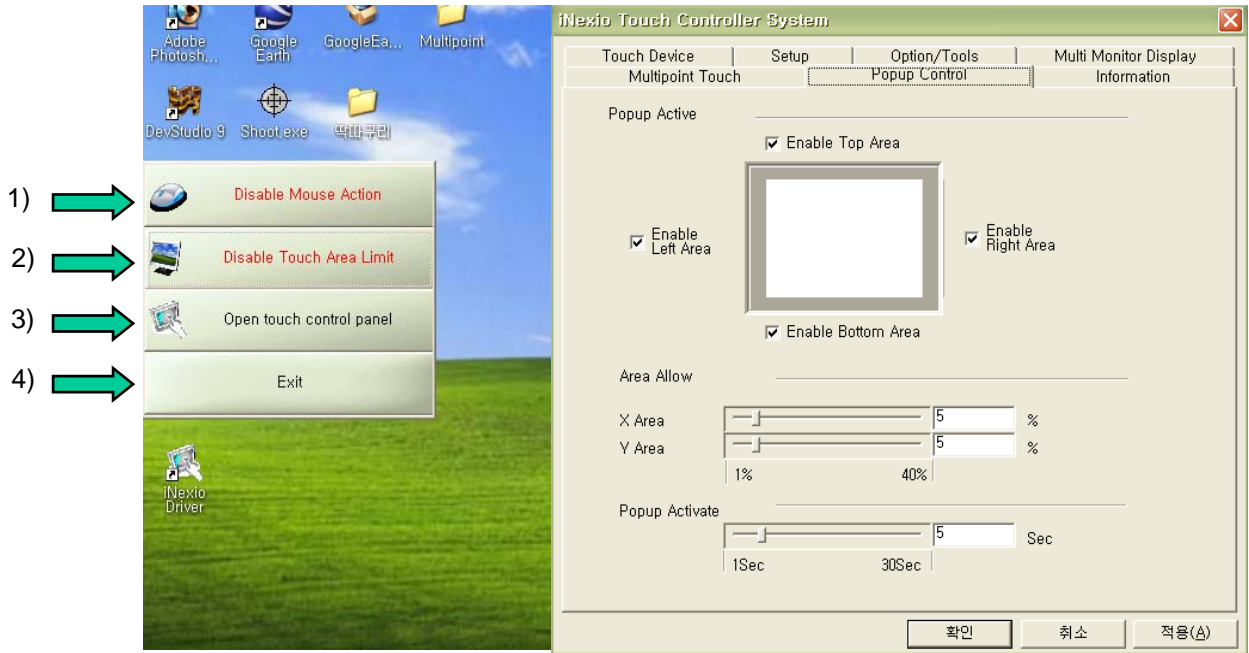 Adobe
Photosh...
Google
Earth
GoogleEa...
Multipoint
DevStudio 9
Shoot.exe
딱따구리
1)
Disable Mouse Action
2)
Disable Touch Area Limit
3)
Open touch control panel
4)
Exit
iNexio
Driver
iNexio Touch Controller System
Touch Device
Setup
Option/Tools
Multi Monitor Display
Multipoint Touch
Popup Control
Information
Popup Active
Enable Top Area
Enable
Left Area
Enable
Right Area
Enable Bottom Area
Area Allow
X Area
5
%
Y Area
5
%
1%
40%
Popup Activate
5
Sec
1Sec
30Sec
확인
취소
적용(A)